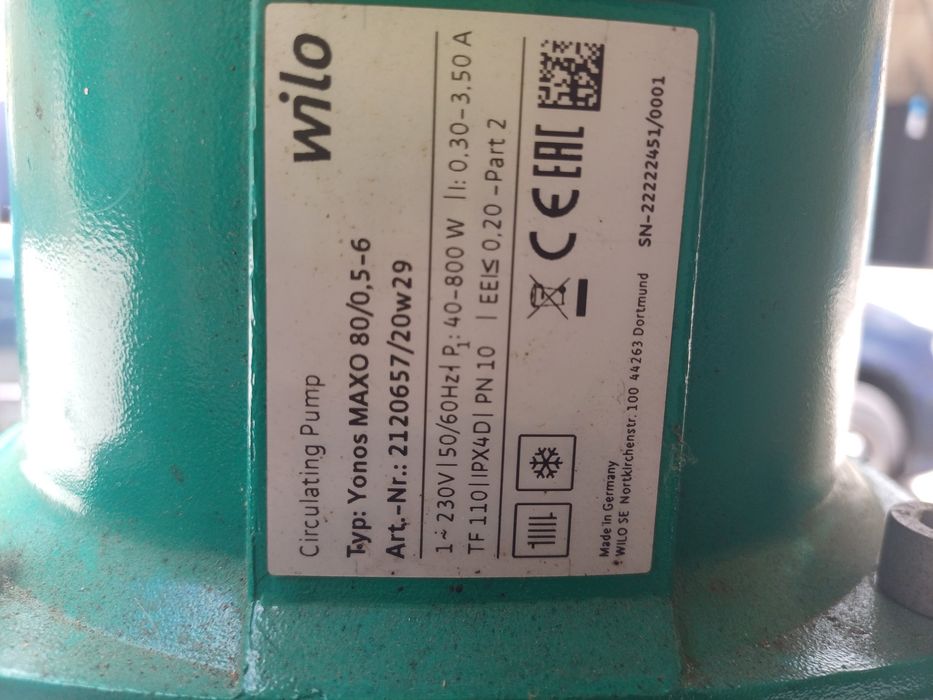 wilo
Circulating Pump
Typ: Yonos MAXO 80/0,5-6
Art.-Nr.: 2120657/20w29
1~ 230V | 50/60Hz | P₁: 40-800 W | I: 0,30-3,50 A
TF 110 | IPX4D | PN 10 | EEI≤ 0,20 -Part 2
CE EAC
Made in Germany
WILO SE Nortkirchenstr. 100 44263 Dortmund SN-22222451/0001